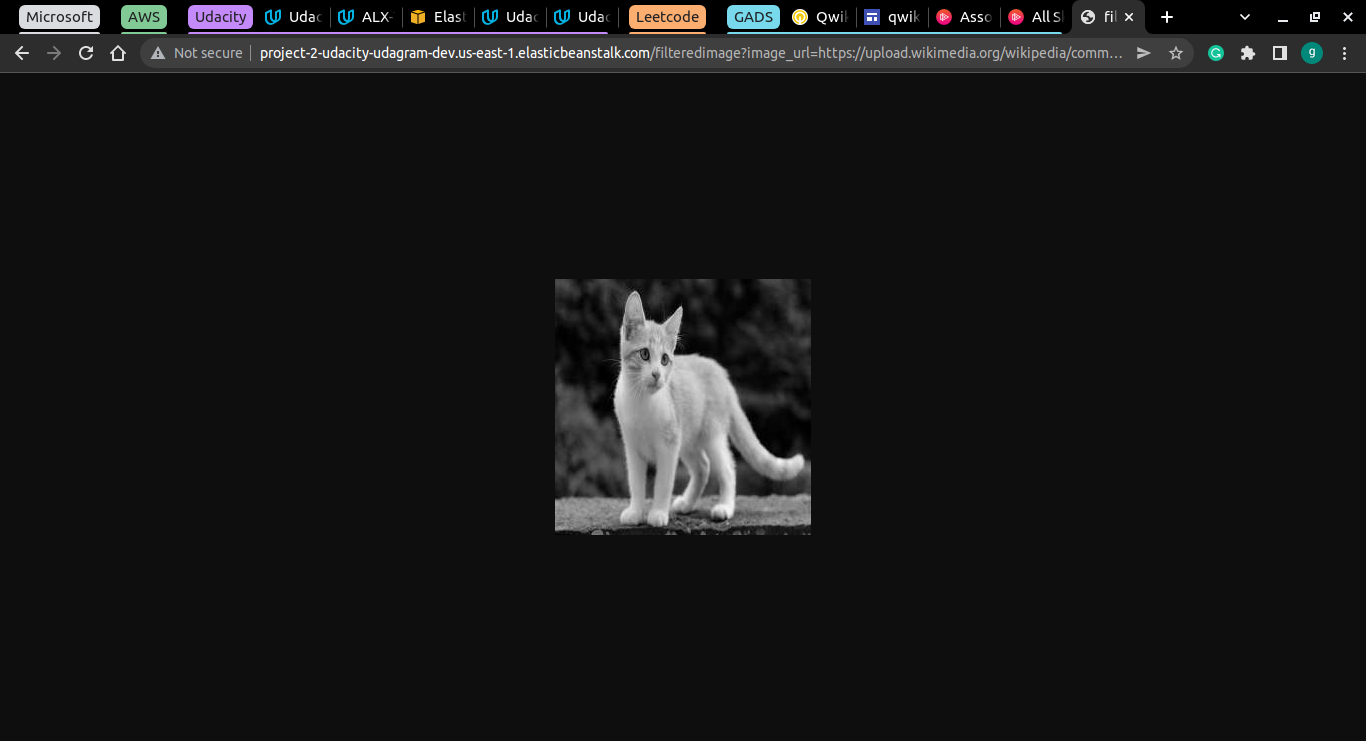 Microsoft AWS Udacity Udac ALX- Elast Udac Udac Leetcode GADS Qwik qwik Asso All Sk fil
Not secure project-2-udacity-udagram-dev.us-east-1.elasticbeanstalk.com/filteredimage?image_url=https://upload.wikimedia.org/wikipedia/comm... g